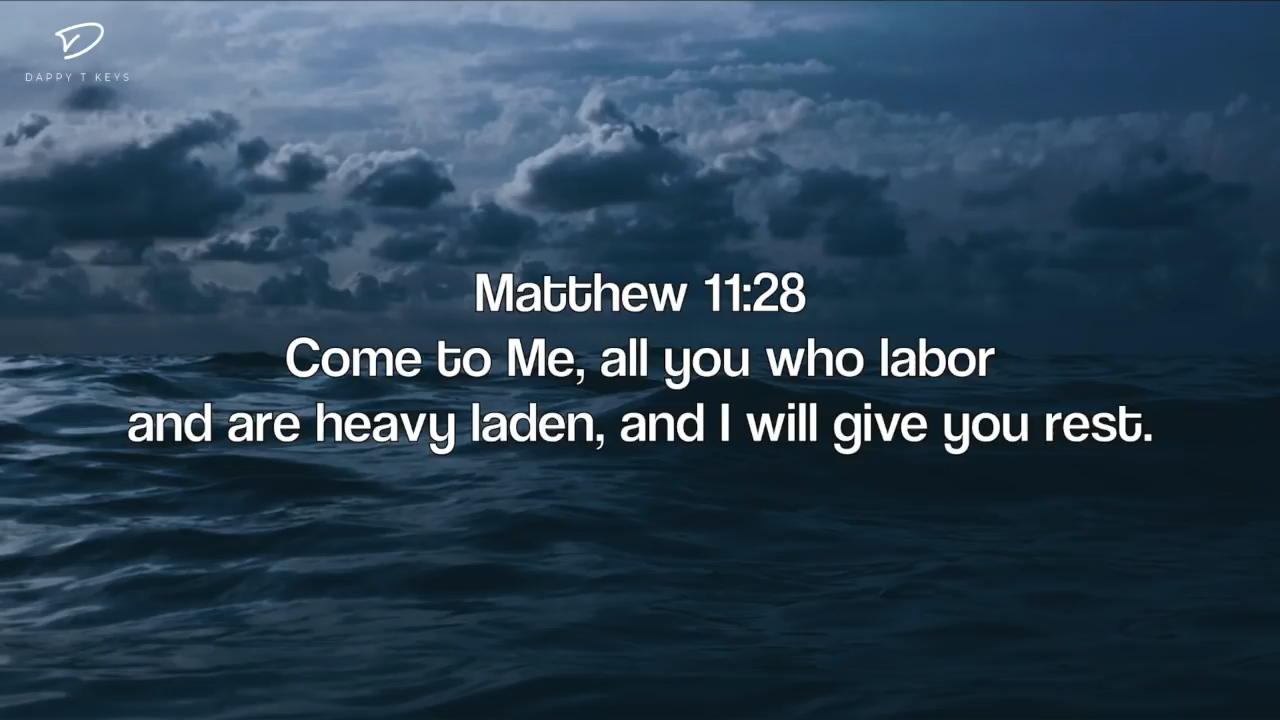 DAPPY T KEYS
Matthew 11:28
Come to Me, all you who labor
and are heavy laden, and I will give you rest.